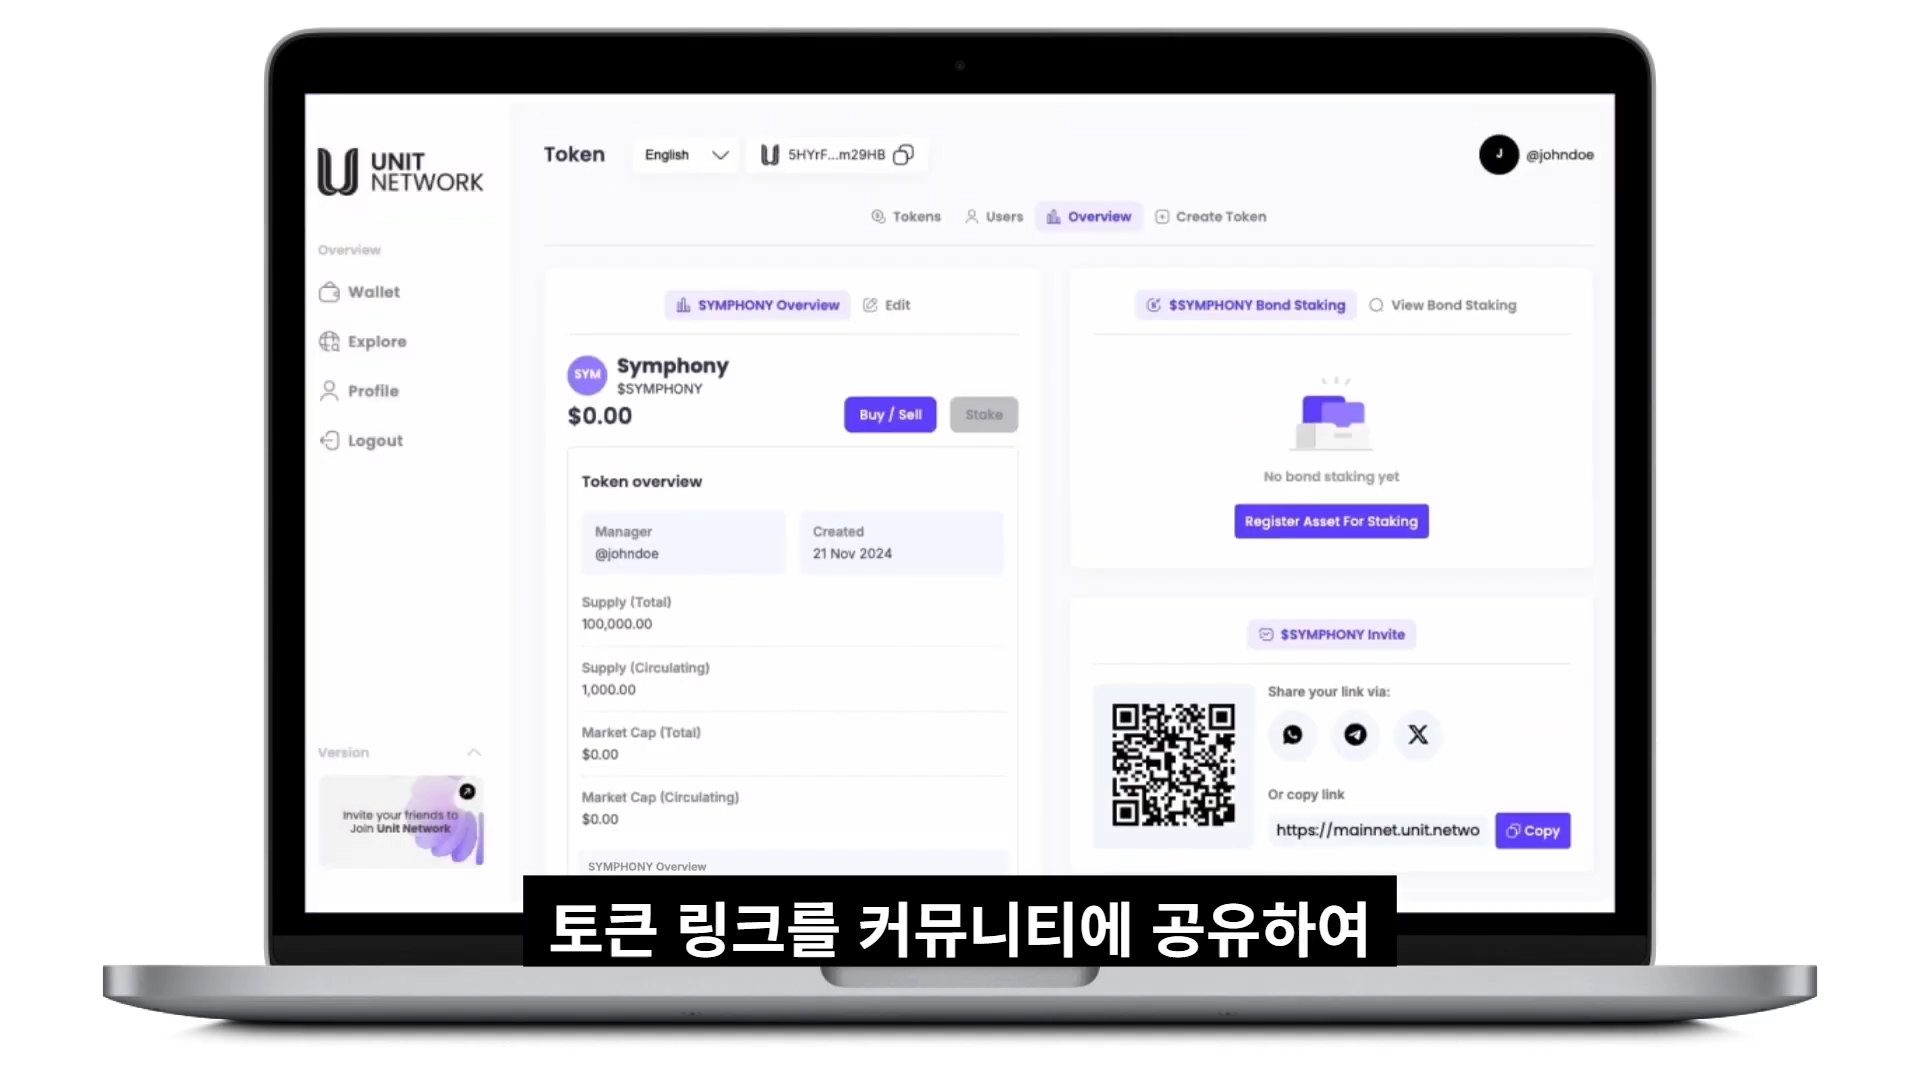 UNIT
NETWORK
Overview
Wallet
Explore
Profile
Logout
Version
Invite your friends to
Join Unit Network
Token
English
5HYrF...m29HB
J
@johndoe
Tokens
Users
Overview
Create Token
SYMPHONY Overview
Edit
SYM
Symphony
$SYMPHONY
$0.00
Buy / Sell
Stake
Token overview
Manager
@johndoe
Created
21 Nov 2024
Supply (Total)
100,000.00
Supply (Circulating)
1,000.00
Market Cap (Total)
$0.00
Market Cap (Circulating)
$0.00
SYMPHONY Overview
$SYMPHONY Bond Staking
View Bond Staking
No bond staking yet
Register Asset For Staking
$SYMPHONY Invite
Share your link via:
Or copy link
https://mainnet.unit.netwo
Copy
토큰 링크를 커뮤니티에 공유하여